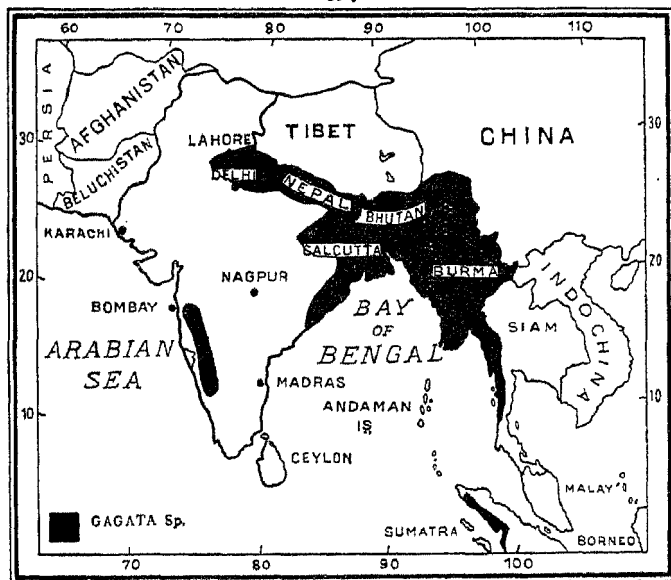 60 70 80 90 100 110
PERSIA
AFGHANISTAN
BELUCHISTAN
LAHORE
TIBET
CHINA
30 30
DELHI
NEPAL
BHUTAN
KARACHI
CALCUTTA
BURMA
20 20
NAGPUR
BOMBAY
BAY
OF
BENGAL
SIAM
INDOCHINA
ARABIAN
SEA
MADRAS
ANDAMAN
IS
10 10
CEYLON
MALAY
GAGATA Sp.
SUMATRA
BORNEO
70 80 90 100